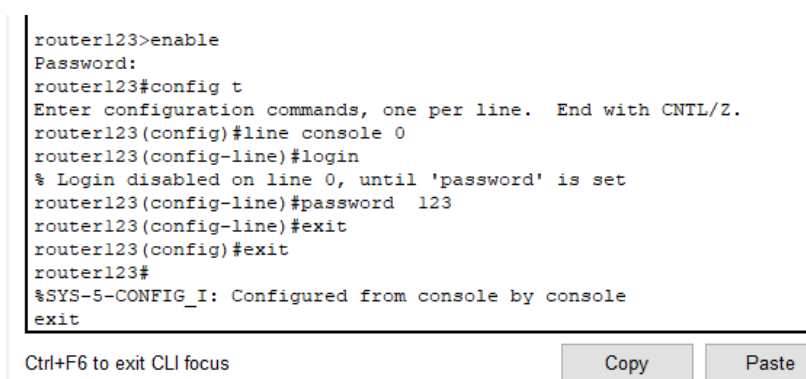 router123>enable
Password:
router123#config t
Enter configuration commands, one per line.  End with CNTL/Z.
router123(config)#line console 0
router123(config-line)#login
% Login disabled on line 0, until 'password' is set
router123(config-line)#password  123
router123(config-line)#exit
router123(config)#exit
router123#
%SYS-5-CONFIG_I: Configured from console by console
exit
Ctrl+F6 to exit CLI focus
Copy
Paste